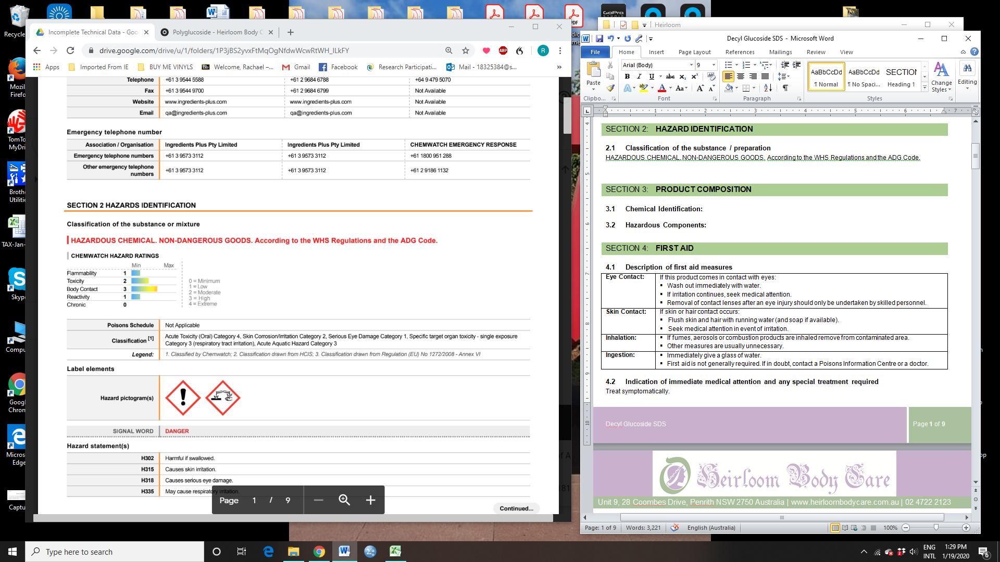 Recycle
Mozil
Firefo
TomTo
MyDri
Broth
Utiliti
TAX-Jan-
Skyp
Compu
Googl
Chron
Micros
Edge
Captu
GoPro
STUDIO
PDF
Incomplete Technical Data - Goo
Polyglucoside - Heirloom Body C
drive.google.com/drive/u/1/folders/1P3jBS2yvxFtMqOgNfdwWcwRtWH_lLkFY
ABP
R
Apps
Imported From IE
BUY ME VINYLS
Bb Welcome, Rachael –...
Gmail
Facebook
Research Participati...
Mail - 18325384@s...
»
Telephone +61 3 9544 5588 +61 2 9684 6788 +64 9 479 5070
Fax +61 3 9544 9700 +61 2 9684 6799 Not Available
Website www.ingredients-plus.com www.ingredients-plus.com Not Available
Email qa@ingredients-plus.com qa@ingredients-plus.com Not Available
Emergency telephone number
Association / Organisation Ingredients Plus Pty Limited Ingredients Plus Pty Limited CHEMWATCH EMERGENCY RESPONSE
Emergency telephone numbers +61 3 9573 3112 +61 3 9573 3112 +61 1800 951 288
Other emergency telephone
numbers +61 3 9573 3112 +61 3 9573 3112 +61 2 9186 1132
SECTION 2 HAZARDS IDENTIFICATION
Classification of the substance or mixture
HAZARDOUS CHEMICAL. NON-DANGEROUS GOODS. According to the WHS Regulations and the ADG Code.
CHEMWATCH HAZARD RATINGS
Min Max
Flammability 1
Toxicity 2
Body Contact 3
Reactivity 1
Chronic 0
0 = Minimum
1 = Low
2 = Moderate
3 = High
4 = Extreme
Poisons Schedule Not Applicable
Classification [1] Acute Toxicity (Oral) Category 4, Skin Corrosion/Irritation Category 2, Serious Eye Damage Category 1, Specific target organ toxicity - single exposure
Category 3 (respiratory tract irritation), Acute Aquatic Hazard Category 3
Legend: 1. Classified by Chemwatch; 2. Classification drawn from HCIS; 3. Classification drawn from Regulation (EU) No 1272/2008 - Annex VI
Label elements
Hazard pictogram(s)
SIGNAL WORD DANGER
Hazard statement(s)
H302 Harmful if swallowed.
H315 Causes skin irritation.
H318 Causes serious eye damage.
H335 May cause respiratory irritation.
Page 1 / 9
Continued...
Heirloom
Decyl Glucoside SDS - Microsoft Word
File Home Insert Page Layout References Mailings Review View
Paste
Arial (Body) 9
B I U abc x₂ x²
A Aa A A
AaBbCcDd AaBbCcDd SECTION
¶ Normal ¶ No Spaci... Heading 1
Change
Styles
Editing
Clipbo... Font Paragraph Styles
1 2 3 4 5 6 7
4
5
6
7
8
9
10
SECTION 2: HAZARD IDENTIFICATION
2.1 Classification of the substance / preparation
HAZARDOUS CHEMICAL. NON-DANGEROUS GOODS. According to the WHS Regulations and the ADG Code.
SECTION 3: PRODUCT COMPOSITION
3.1 Chemical Identification:
3.2 Hazardous Components:
SECTION 4: FIRST AID
4.1 Description of first aid measures
Eye Contact: If this product comes in contact with eyes:
▪ Wash out immediately with water.
▪ If irritation continues, seek medical attention.
▪ Removal of contact lenses after an eye injury should only be undertaken by skilled personnel.
Skin Contact: If skin or hair contact occurs:
▪ Flush skin and hair with running water (and soap if available).
▪ Seek medical attention in event of irritation.
Inhalation: ▪ If fumes, aerosols or combustion products are inhaled remove from contaminated area.
▪ Other measures are usually unnecessary.
Ingestion: ▪ Immediately give a glass of water.
▪ First aid is not generally required. If in doubt, contact a Poisons Information Centre or a doctor.
4.2 Indication of immediate medical attention and any special treatment required
Treat symptomatically.
Decyl Glucoside SDS
Page 1 of 9
Heirloom Body Care
Unit 9, 28 Coombes Drive, Penrith NSW 2750 Australia | www.heirloombodycare.com.au | 02 4722 2123
Page: 1 of 9 Words: 3,221 English (Australia) 100%
Type here to search
ENG
INTL
1:29 PM
1/19/2020
6